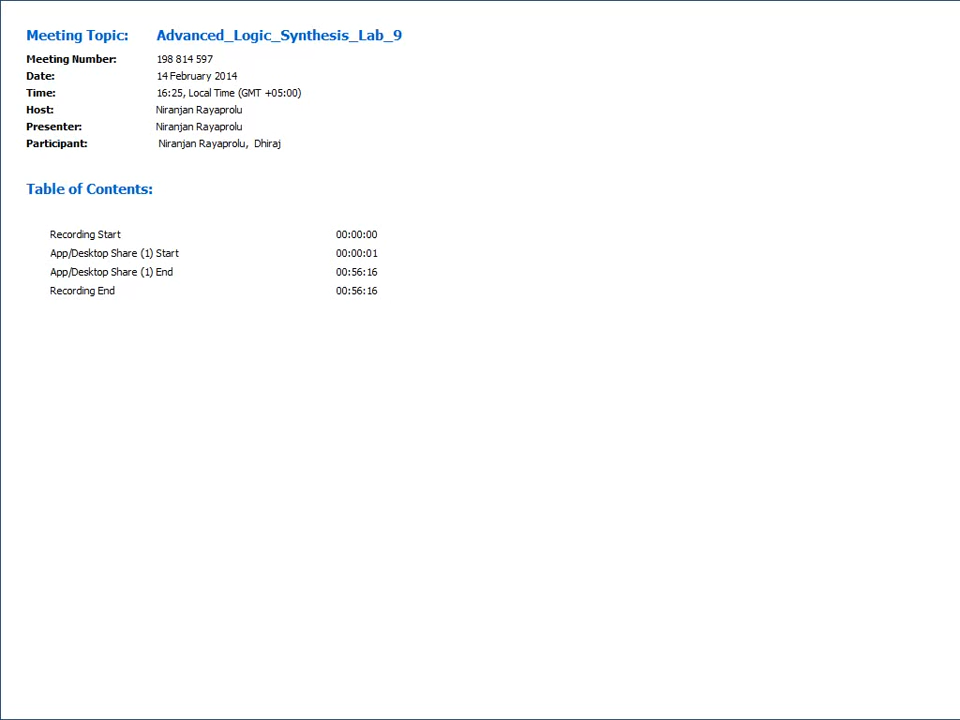 Meeting Topic: Advanced_Logic_Synthesis_Lab_9
Meeting Number: 198 814 597
Date: 14 February 2014
Time: 16:25, Local Time (GMT +05:00)
Host: Niranjan Rayaprolu
Presenter: Niranjan Rayaprolu
Participant: Niranjan Rayaprolu, Dhiraj
Table of Contents:
Recording Start 00:00:00
App/Desktop Share (1) Start 00:00:01
App/Desktop Share (1) End 00:56:16
Recording End 00:56:16